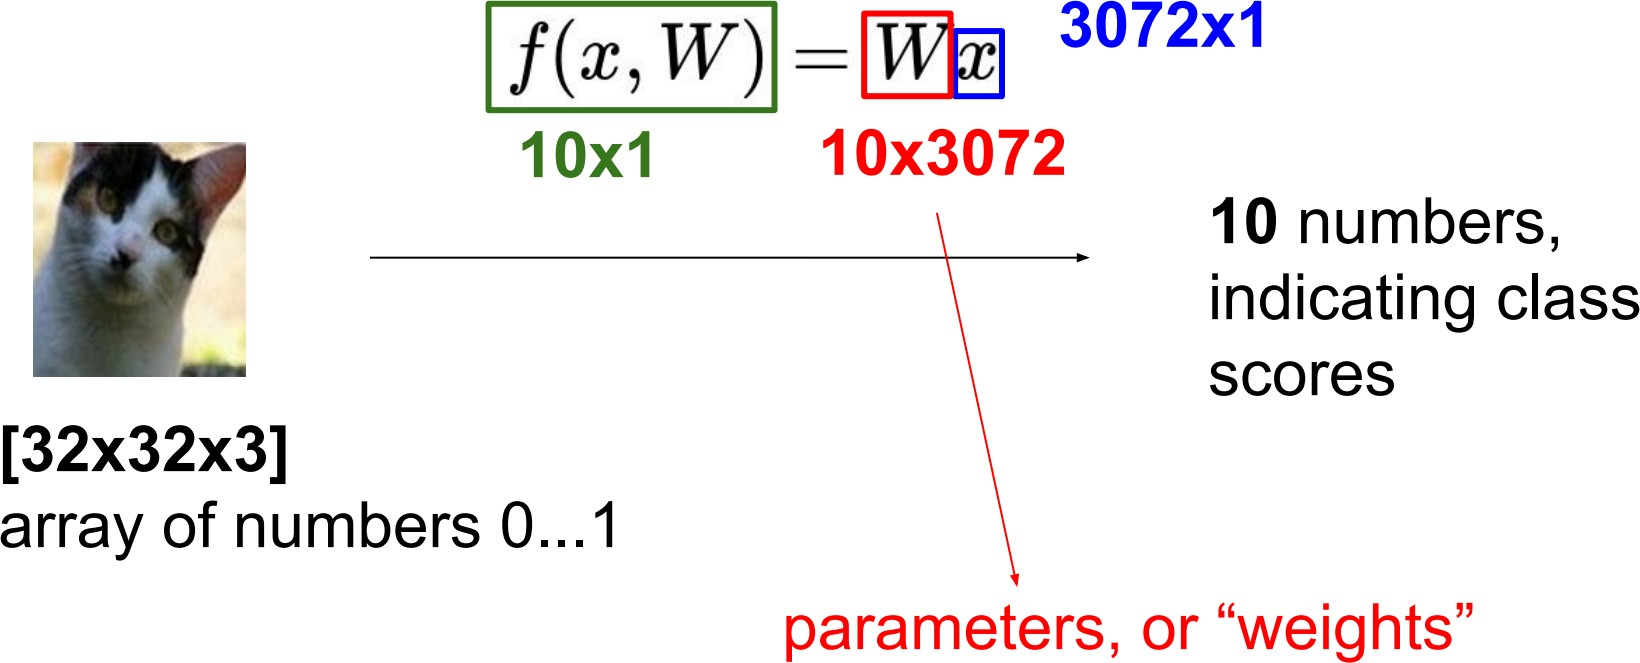 f(x, W) = Wx
3072x1
10x1
10x3072
10 numbers,
indicating class
scores
[32x32x3]
array of numbers 0...1
parameters, or “weights”